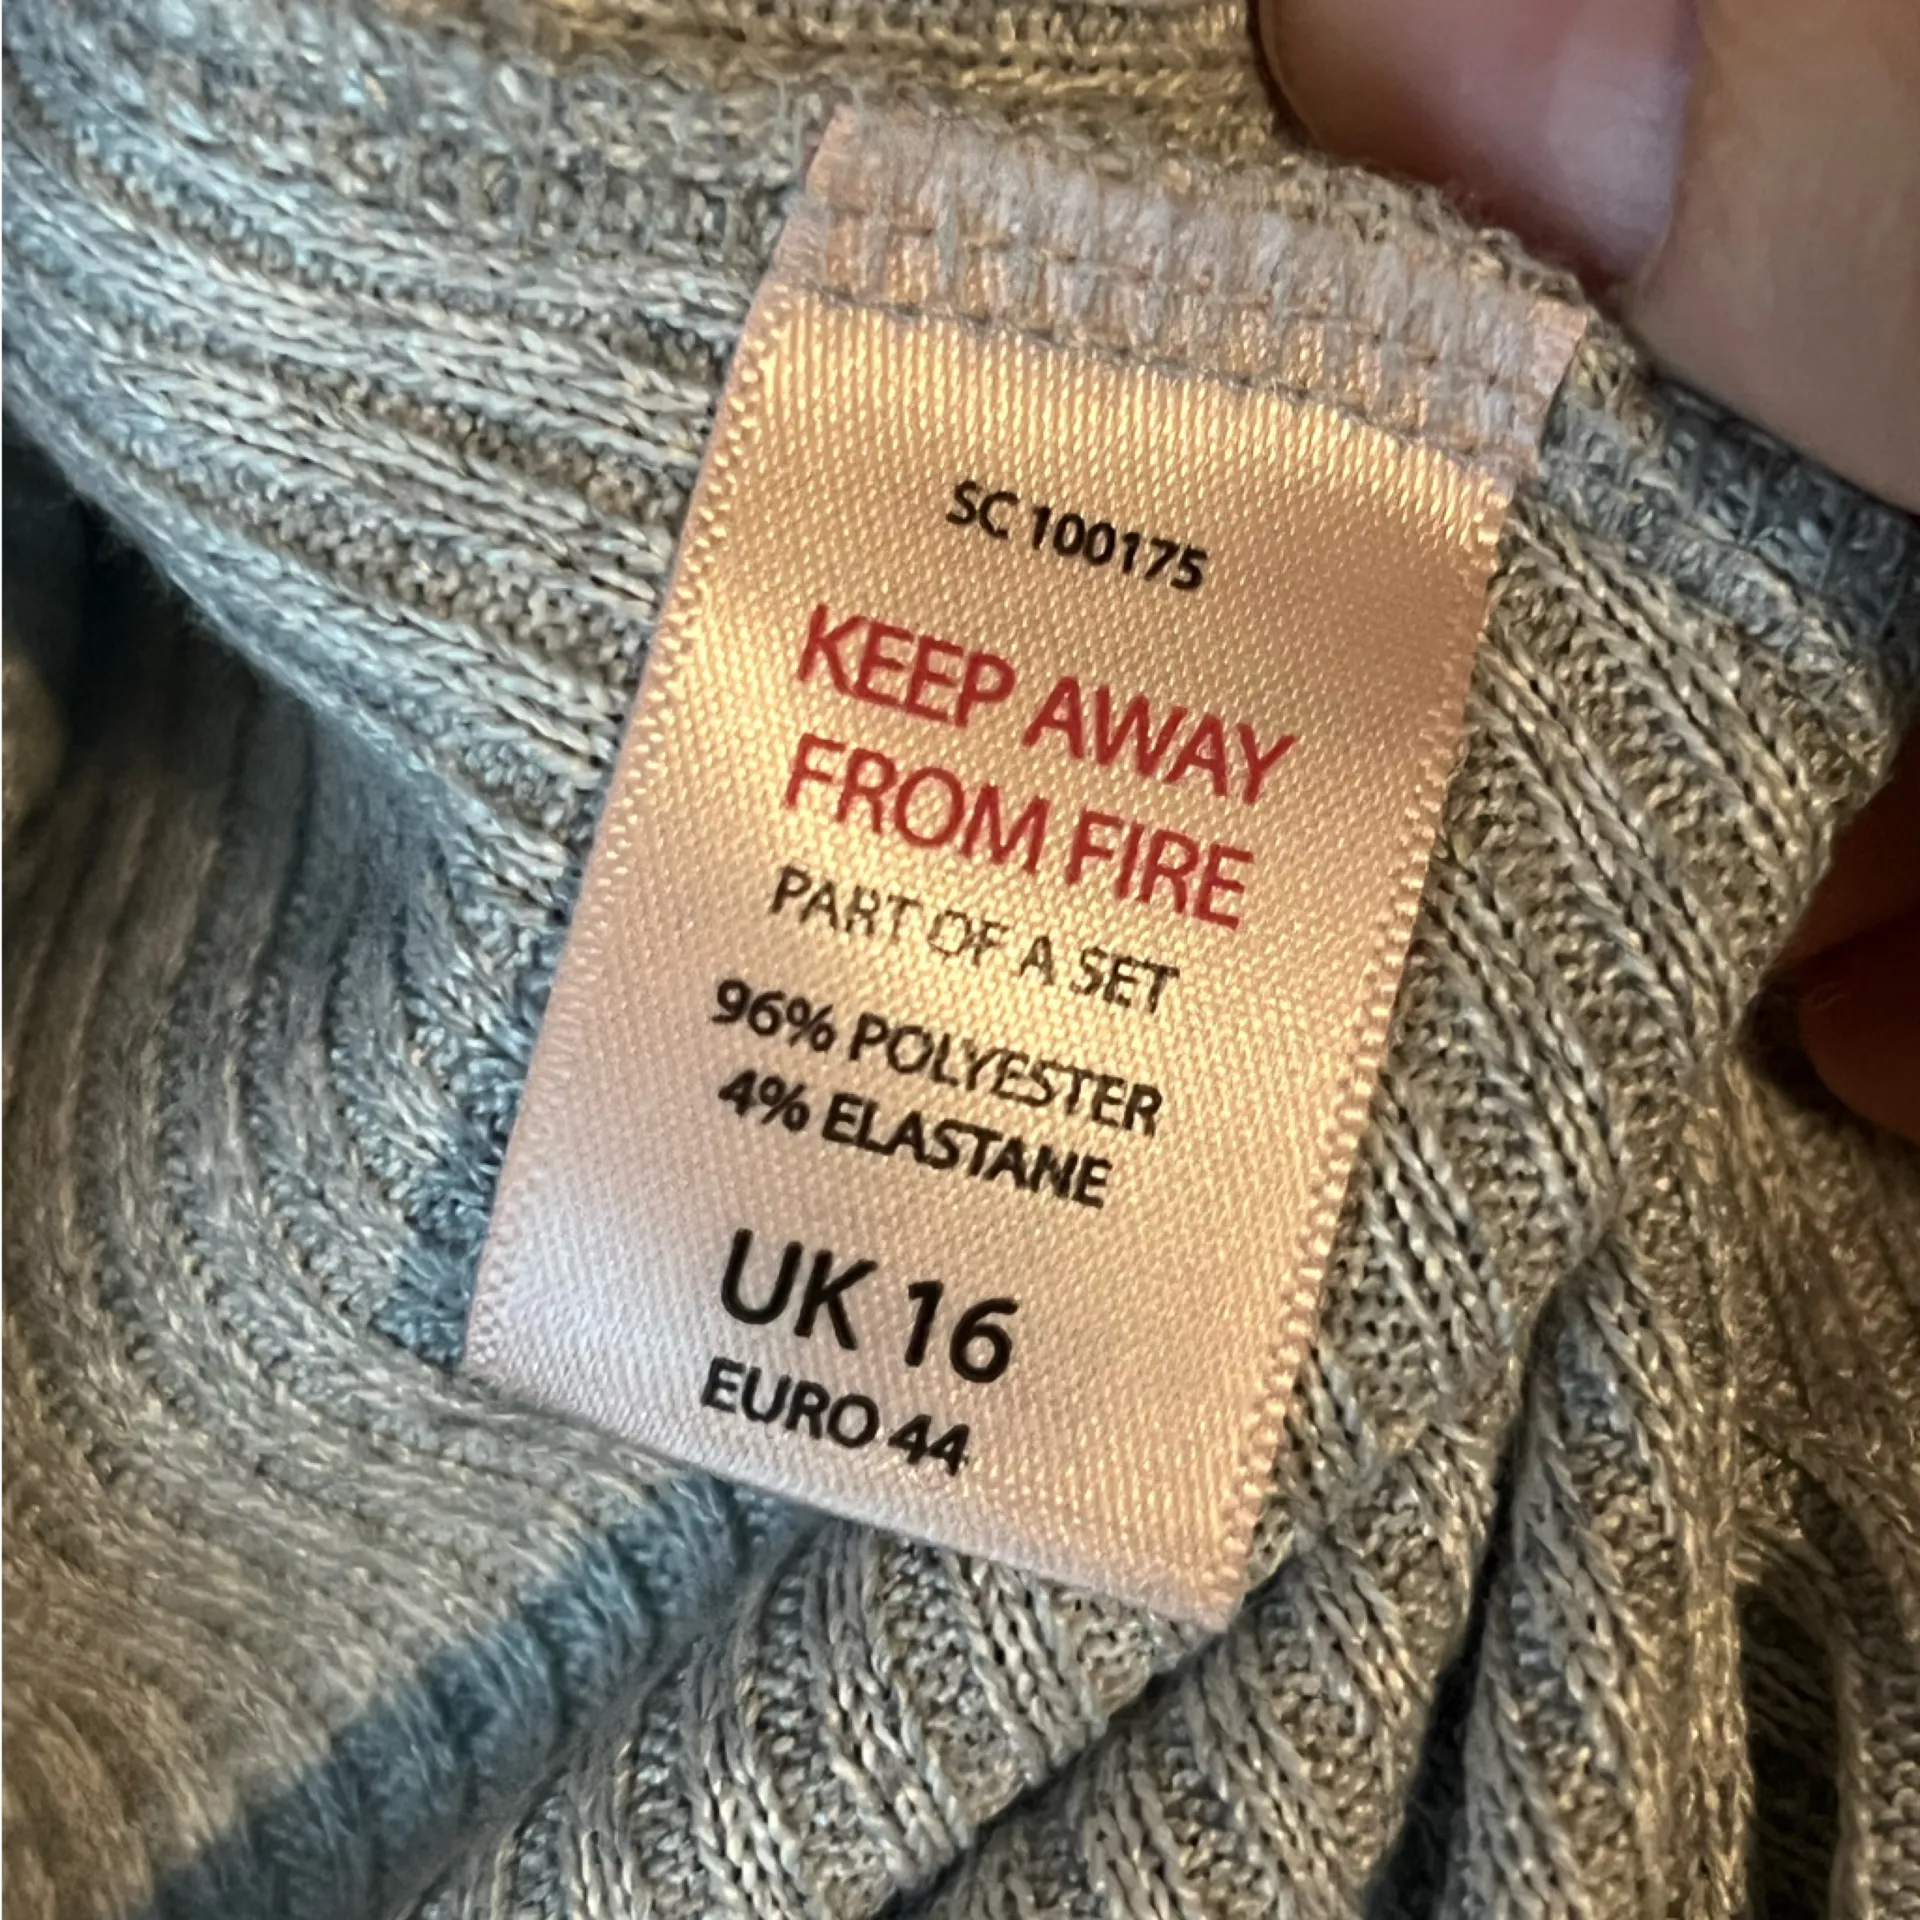 SC 100175
KEEP AWAY
FROM FIRE
PART OF A SET
96% POLYESTER
4% ELASTANE
UK 16
EURO 44